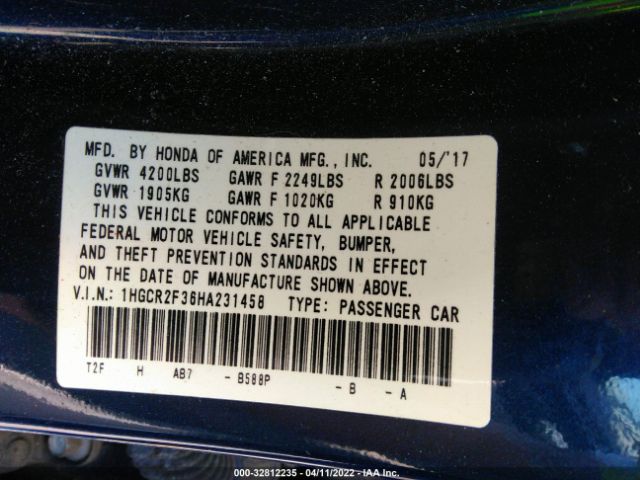 MFD. BY HONDA OF AMERICA MFG., INC. 05/'17
GVWR 4200LBS GAWR F 2249LBS R 2006LBS
GVWR 1905KG GAWR F 1020KG R 910KG
THIS VEHICLE CONFORMS TO ALL APPLICABLE
FEDERAL MOTOR VEHICLE SAFETY, BUMPER,
AND THEFT PREVENTION STANDARDS IN EFFECT
ON THE DATE OF MANUFACTURE SHOWN ABOVE.
V.I.N.: 1HGCR2F36HA231458 TYPE: PASSENGER CAR
T2F H AB7 - B588P - B - A
000-32812235 - 04/11/2022 - IAA Inc.